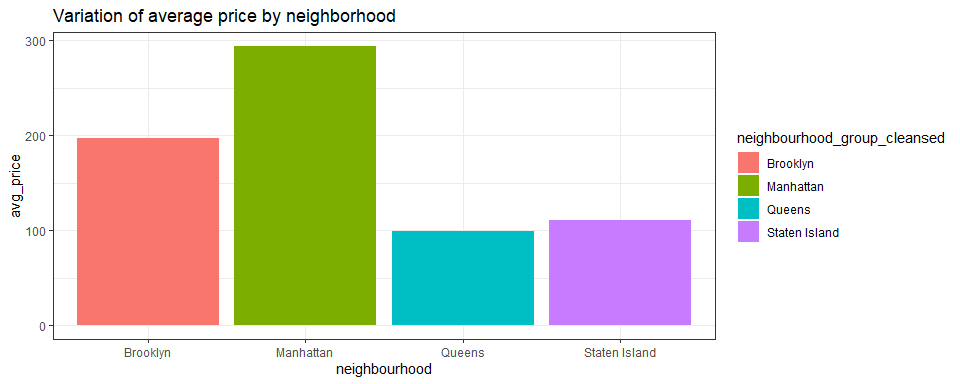 Variation of average price by neighborhood
avg_price
300
200
100
0
Brooklyn
Manhattan
Queens
Staten Island
neighbourhood
neighbourhood_group_cleansed
Brooklyn
Manhattan
Queens
Staten Island